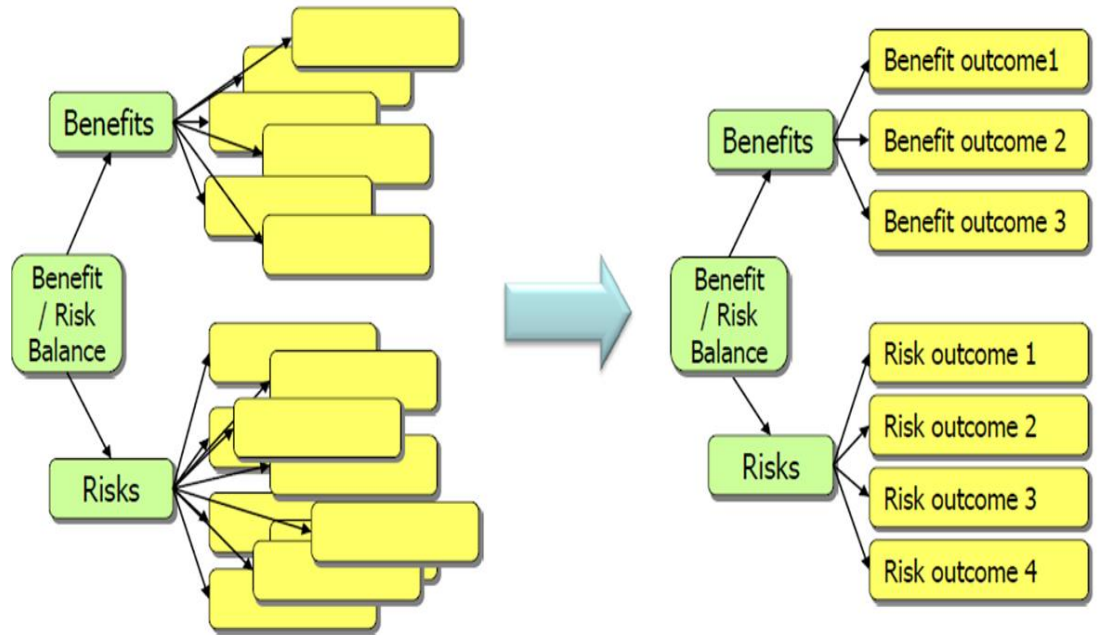 Benefits
Benefit
/ Risk
Balance
Risks
Benefits
Benefit
/ Risk
Balance
Risks
Benefit outcome1
Benefit outcome 2
Benefit outcome 3
Risk outcome 1
Risk outcome 2
Risk outcome 3
Risk outcome 4